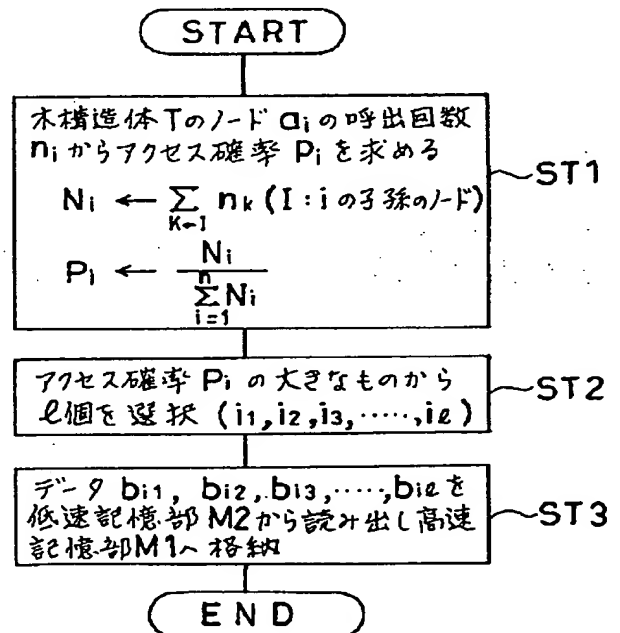 START
木構造体Tのノード aiの呼出回数
niからアクセス確率 Piを求める
Ni ← Σ nk (I:iの子孫のノード)
K←I
Pi ← Ni / Σ Ni
n
i=1
ST1
アクセス確率 Piの大きなものから
ℓ個を選択 (i1,i2,i3,……,iℓ)
ST2
データ bi1, bi2,bi3,……,biℓを
低速記憶部M2から読み出し高速
記憶部M1へ格納
ST3
END